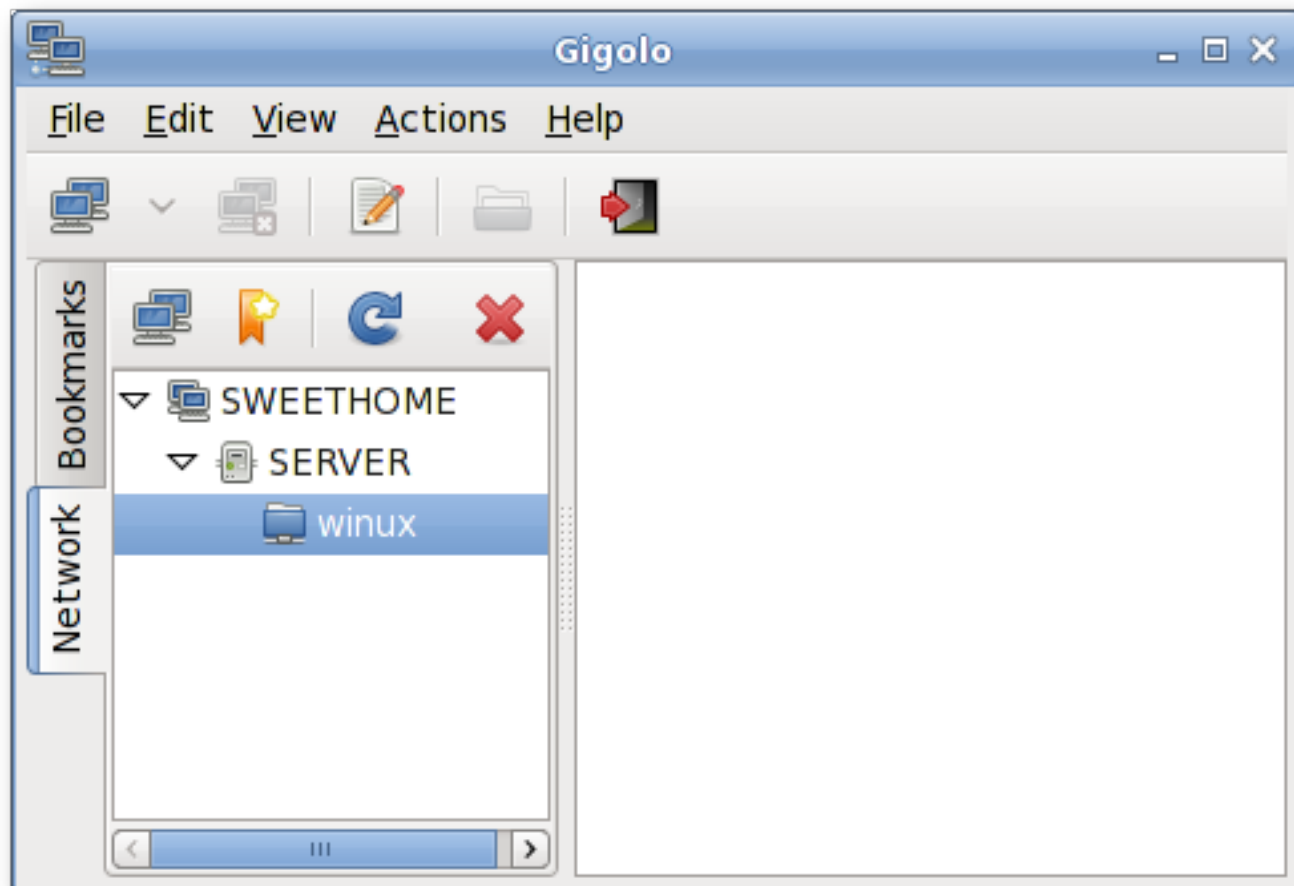 Gigolo
File Edit View Actions Help
Bookmarks
Network
SWEETHOME
SERVER
winux